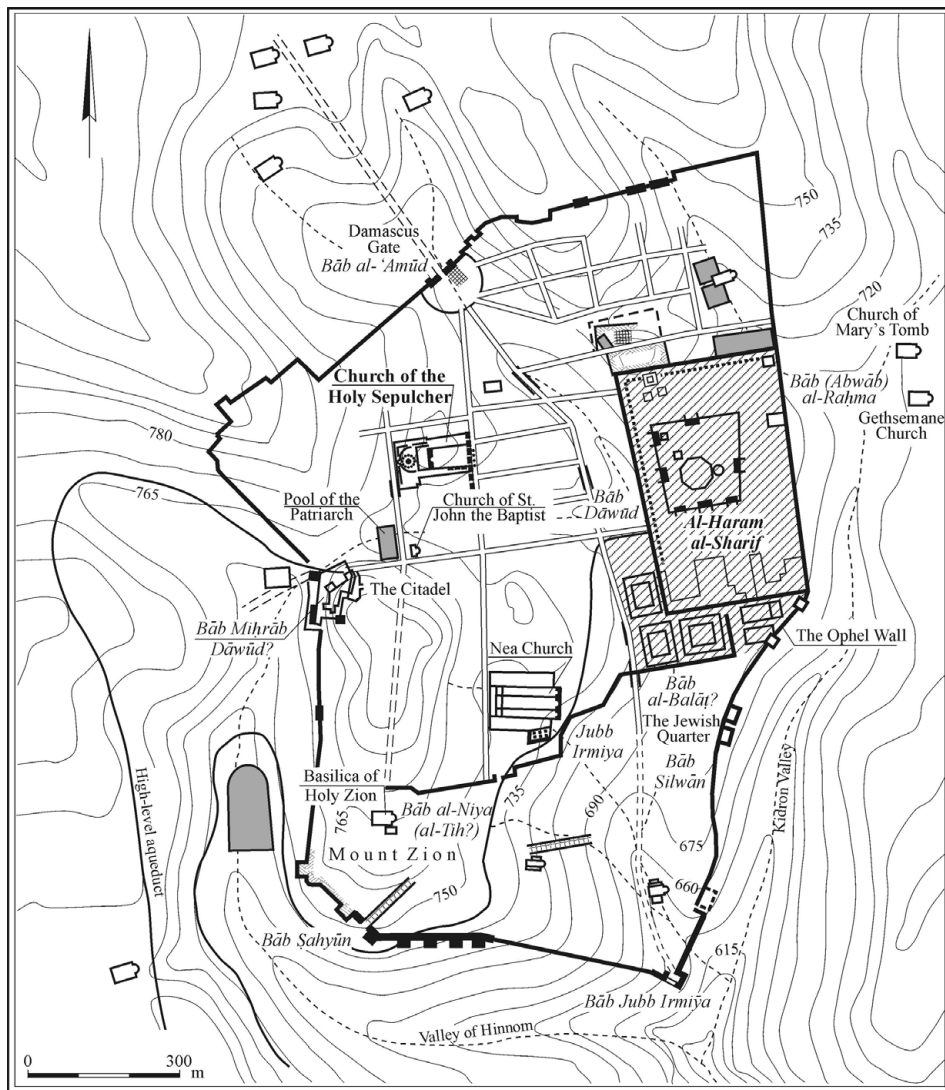 Damascus
Gate
Bāb al-‘Amūd
750
735
720
Church of
Mary's Tomb
Bāb (Abwāb)
al-Raḥma
Gethsemane
Church
Church of the
Holy Sepulcher
780
765
Pool of the
Patriarch
Church of St.
John the Baptist
Bāb
Dāwūd
Al-Haram
al-Sharif
The Citadel
Bāb Miḥrāb
Dāwūd?
Nea Church
The Ophel Wall
Bāb
al-Balāṭ?
The Jewish
Quarter
Jubb
Irmiya
Bāb
Silwān
Kidron Valley
High-level aqueduct
Basilica of
Holy Zion
765
Bāb al-Niya
(al-Tih?)
735
690
Mount Zion
675
750
660
615
Bāb Ṣahyūn
Bāb Jubb Irmiya
Valley of Hinnom
0 300
m